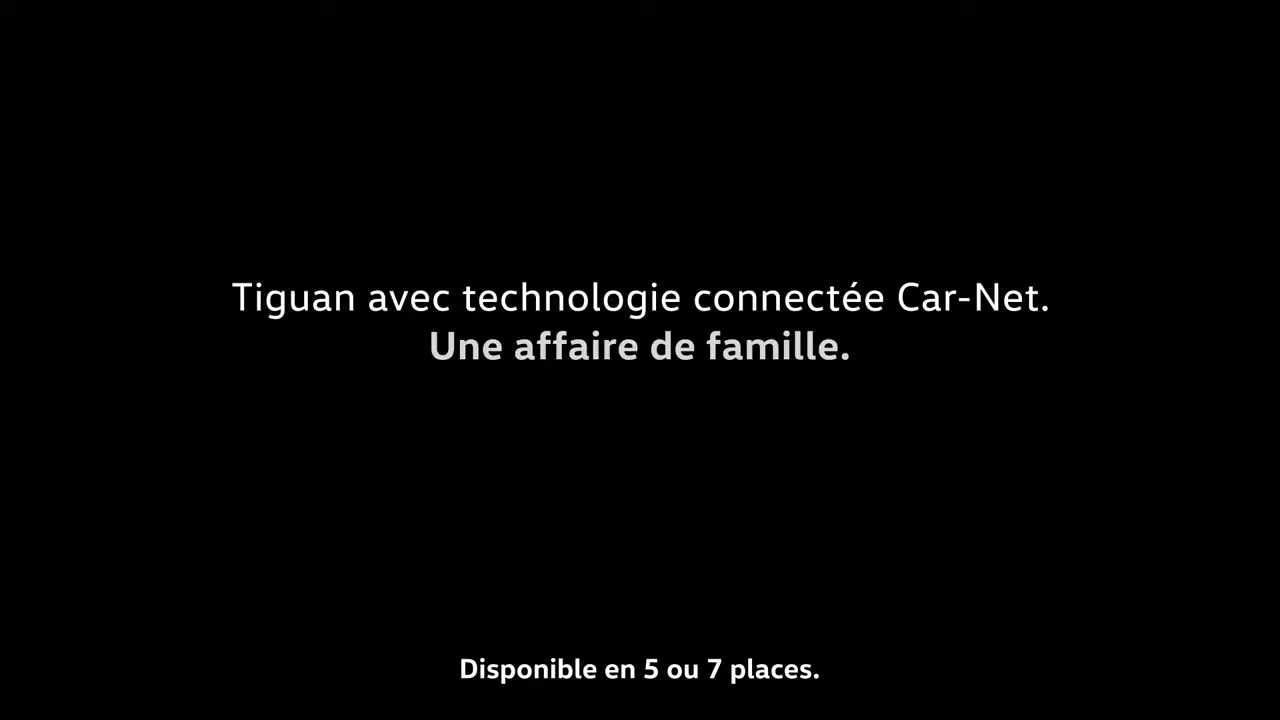 Tiguan avec technologie connectée Car-Net.
Une affaire de famille.
Disponible en 5 ou 7 places.